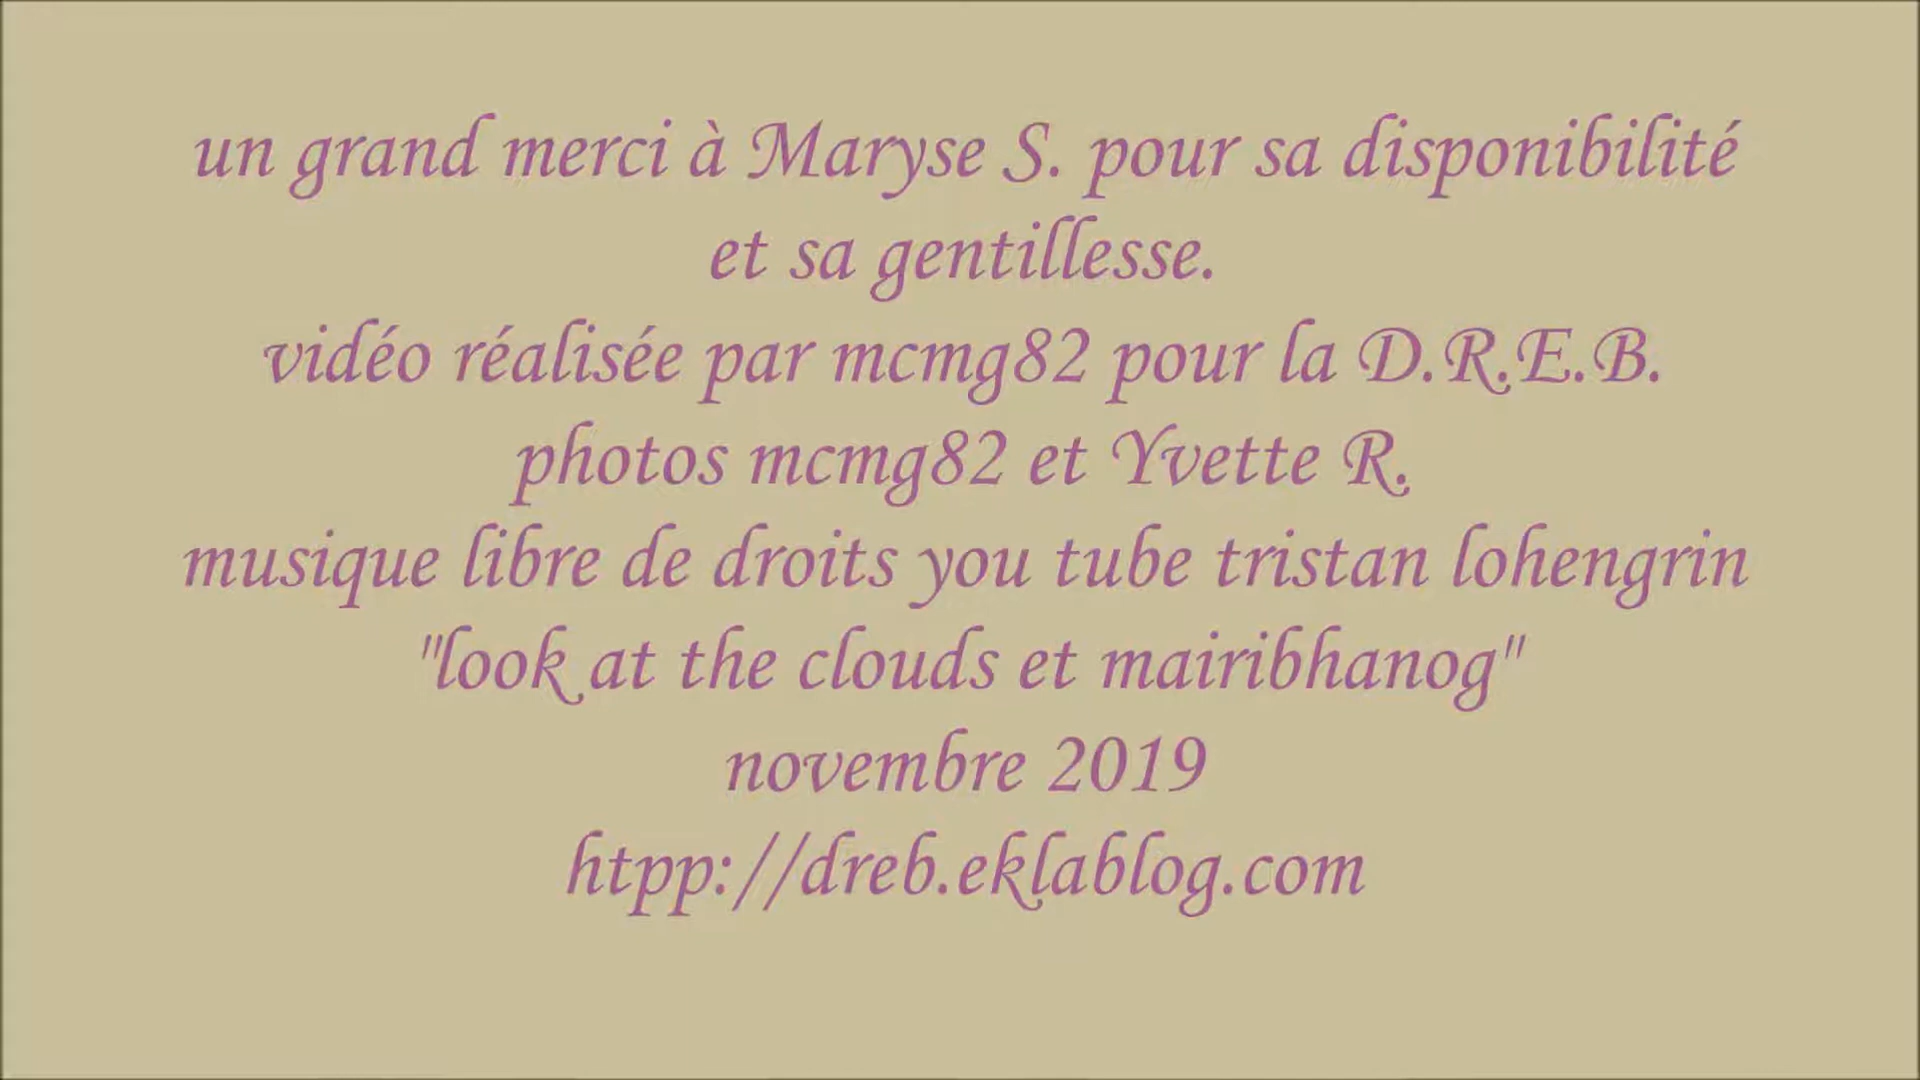 un grand merci à Maryse S. pour sa disponibilité
et sa gentillesse.
vidéo réalisée par mcmg82 pour la D.R.E.B.
photos mcmg82 et Yvette R.
musique libre de droits you tube tristan lohengrin
"look at the clouds et mairibhanog"
novembre 2019
htpp://dreb.eklablog.com